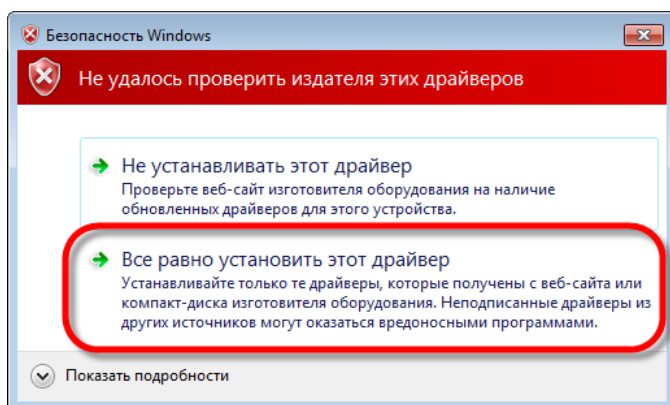 Безопасность Windows
Не удалось проверить издателя этих драйверов
Не устанавливать этот драйвер
Проверьте веб-сайт изготовителя оборудования на наличие
обновленных драйверов для этого устройства.
Все равно установить этот драйвер
Устанавливайте только те драйверы, которые получены с веб-сайта или
компакт-диска изготовителя оборудования. Неподписанные драйверы из
других источников могут оказаться вредоносными программами.
Показать подробности